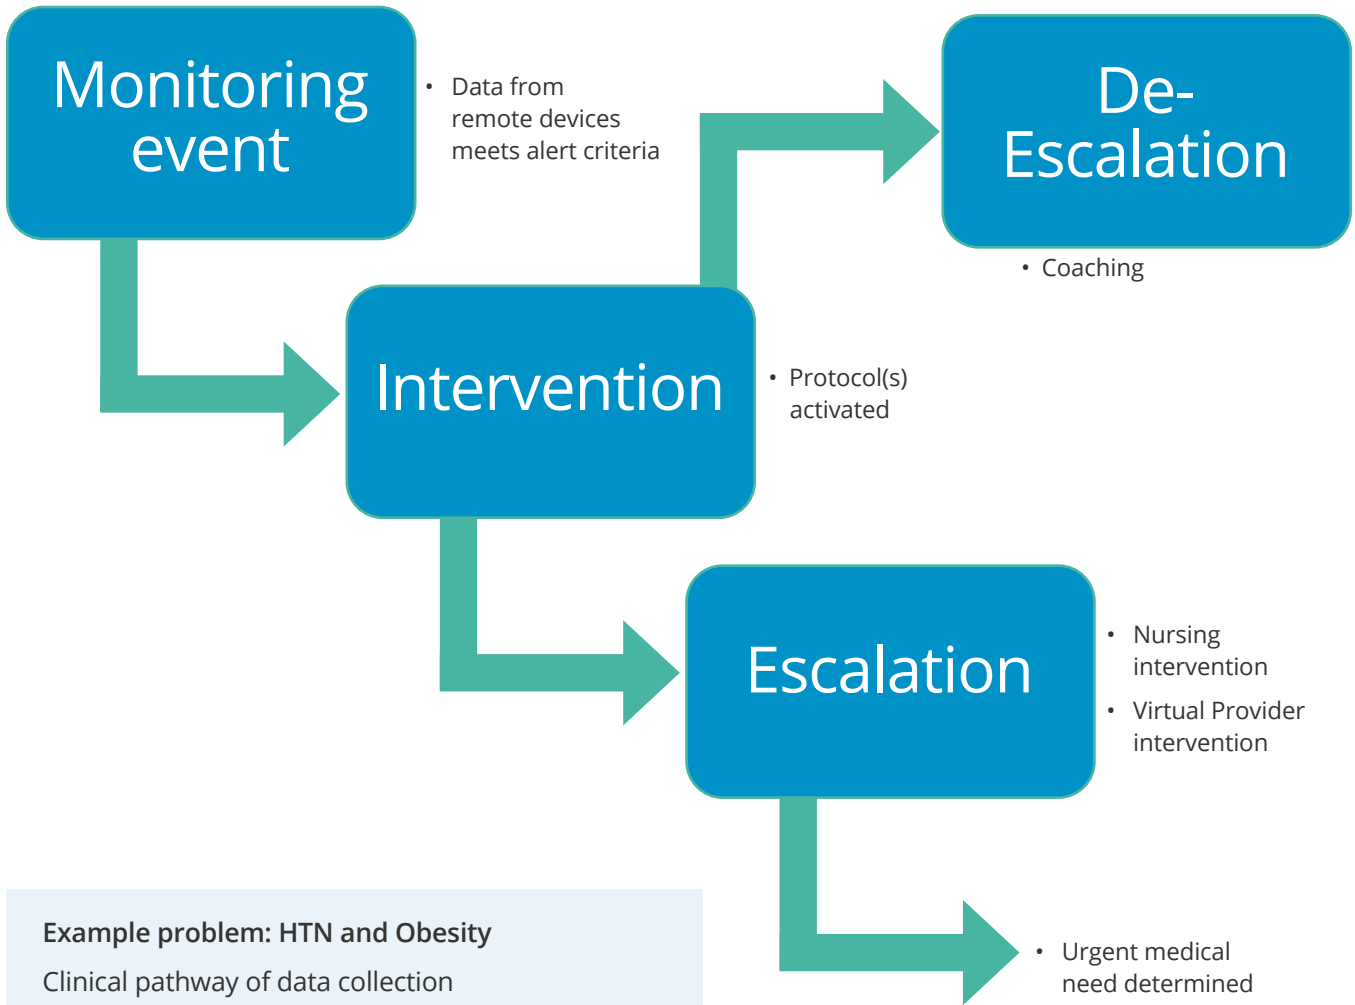 Monitoring
event
• Data from
remote devices
meets alert criteria
De-
Escalation
• Coaching
Intervention
• Protocol(s)
activated
Escalation
• Nursing
intervention
• Virtual Provider
intervention
• Urgent medical
need determined
Example problem: HTN and Obesity
Clinical pathway of data collection